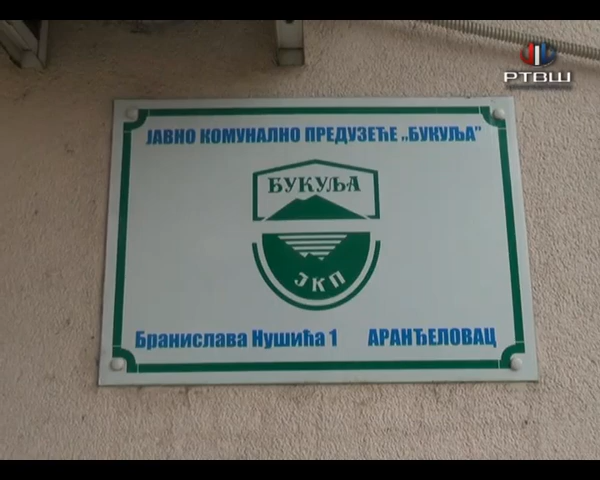 РТВШ
ЈАВНО КОМУНАЛНО ПРЕДУЗЕЋЕ „БУКУЉА”
БУКУЉА
ЈКП
Бранислава Нушића 1 АРАНЂЕЛОВАЦ